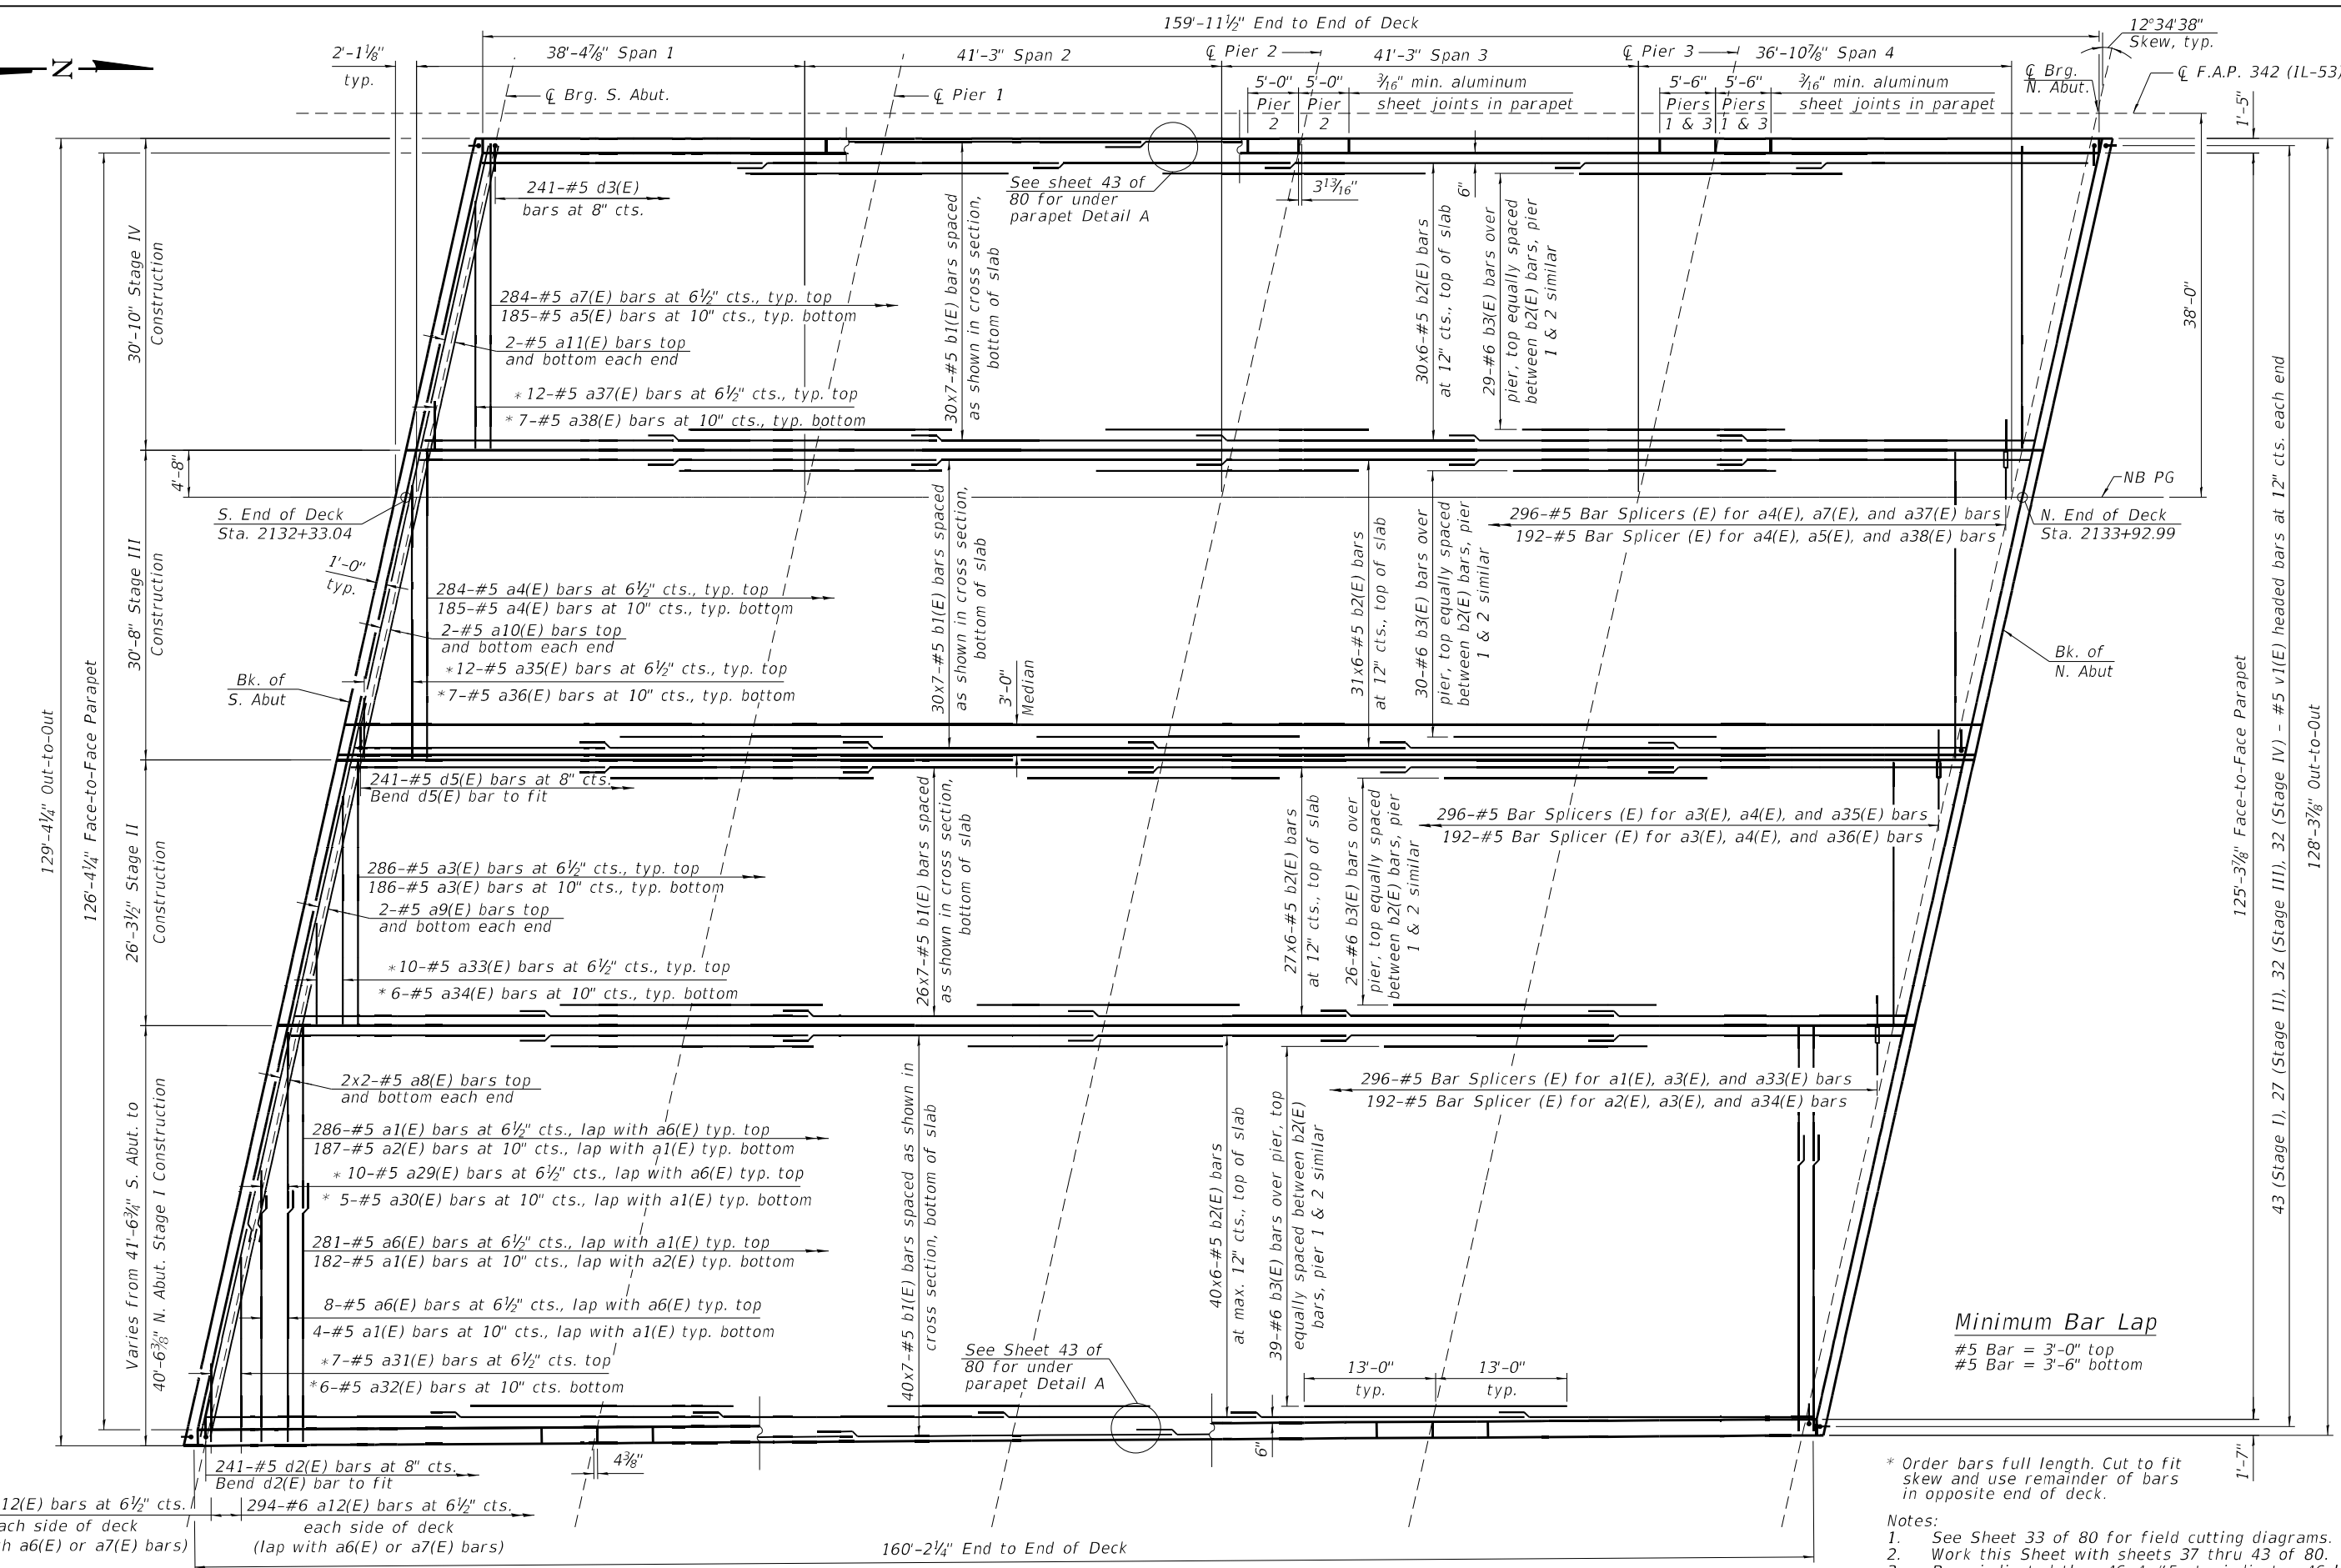 159'-11½" End to End of Deck
12°34'38"
Skew, typ.
2'-1⅛"
typ.
38'-4⅞" Span 1
41'-3" Span 2
℄ Pier 2
41'-3" Span 3
℄ Pier 3
36'-10⅞" Span 4
N
℄ Brg. S. Abut.
℄ Pier 1
5'-0"
Pier
2
5'-0"
Pier
2
3/16" min. aluminum
sheet joints in parapet
5'-6"
Piers
1 & 3
5'-6"
Piers
1 & 3
3/16" min. aluminum
sheet joints in parapet
℄ Brg.
N. Abut.
℄ F.A.P. 342 (IL-53)
1'-5"
241-#5 d3(E)
bars at 8" cts.
See sheet 43 of
80 for under
parapet Detail A
3 13/16"
6"
30'-10" Stage IV
Construction
284-#5 a7(E) bars at 6½" cts., typ. top
185-#5 a5(E) bars at 10" cts., typ. bottom
2-#5 a11(E) bars top
and bottom each end
*12-#5 a37(E) bars at 6½" cts., typ. top
*7-#5 a38(E) bars at 10" cts., typ. bottom
30x7-#5 b1(E) bars spaced
as shown in cross section,
bottom of slab
30x6-#5 b2(E) bars
at 12" cts., top of slab
29-#6 b3(E) bars over
pier, top equally spaced
between b2(E) bars, pier
1 & 2 similar
38'-0"
4'-8"
S. End of Deck
Sta. 2132+33.04
NB PG
296-#5 Bar Splicers (E) for a4(E), a7(E), and a37(E) bars
192-#5 Bar Splicer (E) for a4(E), a5(E), and a38(E) bars
N. End of Deck
Sta. 2133+92.99
30'-8" Stage III
Construction
1'-0"
typ.
284-#5 a4(E) bars at 6½" cts., typ. top
185-#5 a4(E) bars at 10" cts., typ. bottom
2-#5 a10(E) bars top
and bottom each end
*12-#5 a35(E) bars at 6½" cts., typ. top
*7-#5 a36(E) bars at 10" cts., typ. bottom
30x7-#5 b1(E) bars spaced
as shown in cross section,
bottom of slab
3'-0"
Median
31x6-#5 b2(E) bars
at 12" cts., top of slab
30-#6 b3(E) bars over
pier, top equally spaced
between b2(E) bars, pier
1 & 2 similar
Bk. of
S. Abut
Bk. of
N. Abut
129'-4¼" Out-to-Out
126'-4¼" Face-to-Face Parapet
125'-3⅞" Face-to-Face Parapet
43 (Stage I), 27 (Stage II), 32 (Stage III), 32 (Stage IV) - #5 v1(E) headed bars at 12" cts. each end
128'-3⅞" Out-to-Out
241-#5 d5(E) bars at 8" cts.
Bend d5(E) bar to fit
26'-3½" Stage II
Construction
286-#5 a3(E) bars at 6½" cts., typ. top
186-#5 a3(E) bars at 10" cts., typ. bottom
2-#5 a9(E) bars top
and bottom each end
*10-#5 a33(E) bars at 6½" cts., typ. top
* 6-#5 a34(E) bars at 10" cts., typ. bottom
26x7-#5 b1(E) bars spaced
as shown in cross section,
bottom of slab
27x6-#5 b2(E) bars
at 12" cts., top of slab
26-#6 b3(E) bars over
pier, top equally spaced
between b2(E) bars, pier
1 & 2 similar
296-#5 Bar Splicers (E) for a3(E), a4(E), and a35(E) bars
192-#5 Bar Splicer (E) for a3(E), a4(E), and a36(E) bars
Varies from 41'-6¾" S. Abut. to
40'-6⅜" N. Abut. Stage I Construction
2x2-#5 a8(E) bars top
and bottom each end
286-#5 a1(E) bars at 6½" cts., lap with a6(E) typ. top
187-#5 a2(E) bars at 10" cts., lap with a1(E) typ. bottom
* 10-#5 a29(E) bars at 6½" cts., lap with a6(E) typ. top
* 5-#5 a30(E) bars at 10" cts., lap with a1(E) typ. bottom
281-#5 a6(E) bars at 6½" cts., lap with a1(E) typ. top
182-#5 a1(E) bars at 10" cts., lap with a2(E) typ. bottom
8-#5 a6(E) bars at 6½" cts., lap with a6(E) typ. top
4-#5 a1(E) bars at 10" cts., lap with a1(E) typ. bottom
*7-#5 a31(E) bars at 6½" cts. top
*6-#5 a32(E) bars at 10" cts. bottom
40x7-#5 b1(E) bars spaced as shown in
cross section, bottom of slab
40x6-#5 b2(E) bars
at max. 12" cts., top of slab
39-#6 b3(E) bars over pier, top
equally spaced between b2(E)
bars, pier 1 & 2 similar
296-#5 Bar Splicers (E) for a1(E), a3(E), and a33(E) bars
192-#5 Bar Splicer (E) for a2(E), a3(E), and a34(E) bars
See Sheet 43 of
80 for under
parapet Detail A
13'-0"
typ.
13'-0"
typ.
Minimum Bar Lap
#5 Bar = 3'-0" top
#5 Bar = 3'-6" bottom
241-#5 d2(E) bars at 8" cts.
Bend d2(E) bar to fit
4⅜"
6"
1'-7"
12(E) bars at 6½" cts.
each side of deck
a6(E) or a7(E) bars)
294-#6 a12(E) bars at 6½" cts.
each side of deck
(lap with a6(E) or a7(E) bars)
160'-2¼" End to End of Deck
* Order bars full length. Cut to fit
skew and use remainder of bars
in opposite end of deck.
Notes:
1. See Sheet 33 of 80 for field cutting diagrams.
2. Work this Sheet with sheets 37 thru 43 of 80.